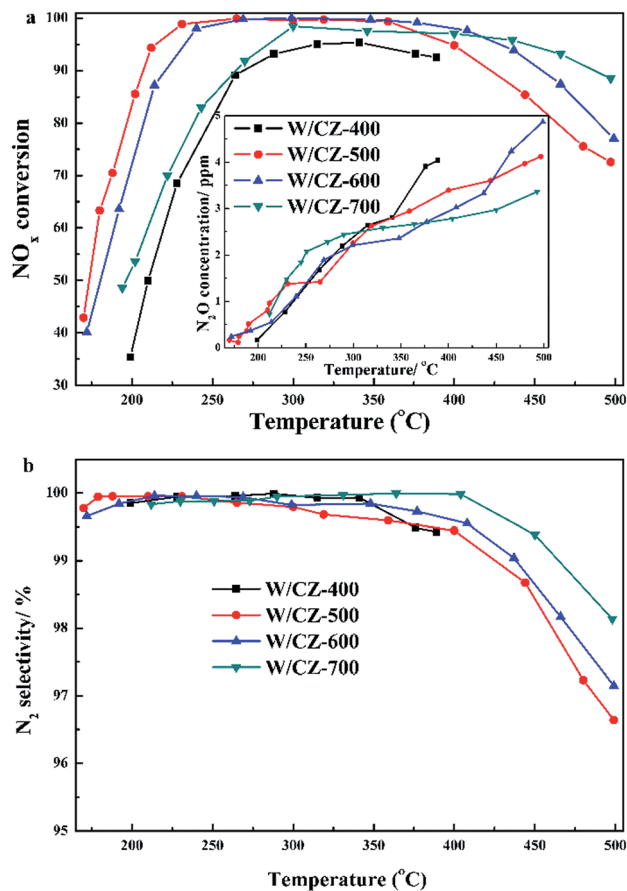 a
100
90
80
70
60
50
40
30
NOx conversion
200
250
300
350
400
450
500
Temperature (°C)
W/CZ-400
W/CZ-500
W/CZ-600
W/CZ-700
5
4
3
2
1
0
N2O concentration/ ppm
200
250
300
350
400
450
500
Temperature/ °C
b
100
99
98
97
96
95
N2 selectivity/ %
W/CZ-400
W/CZ-500
W/CZ-600
W/CZ-700
200
250
300
350
400
450
500
Temperature (°C)